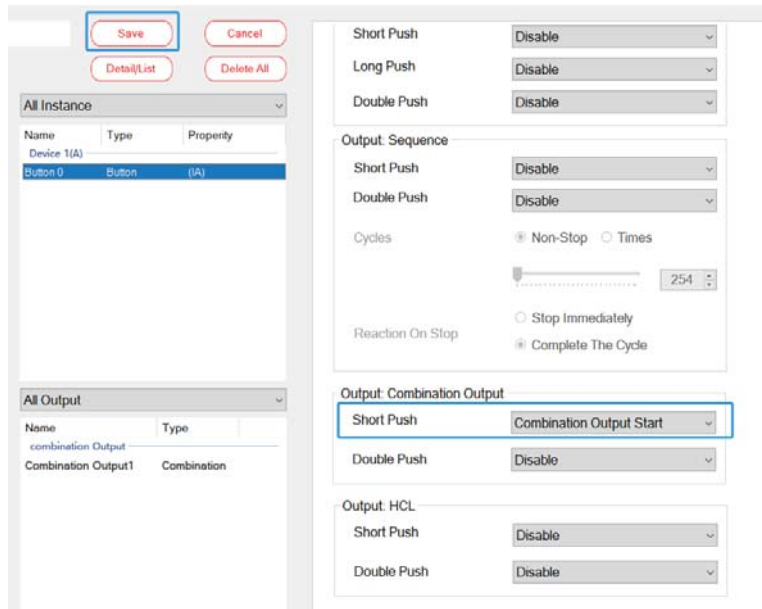 Save
Cancel
Detail/List
Delete All
All Instance
Name Type Properity
Device 1(A)
Button 0 Button (IA)
All Output
Name Type
combination Output
Combination Output1 Combination
Short Push Disable
Long Push Disable
Double Push Disable
Output: Sequence
Short Push Disable
Double Push Disable
Cycles Non-Stop Times
254
Reaction On Stop
Stop Immediately
Complete The Cycle
Output: Combination Output
Short Push Combination Output Start
Double Push Disable
Output: HCL
Short Push Disable
Double Push Disable